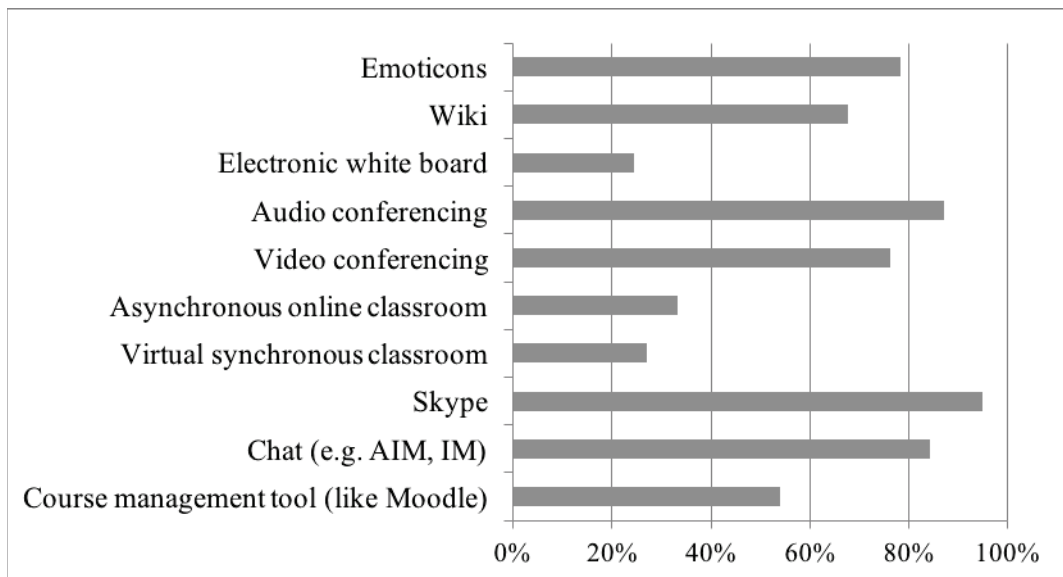 Emoticons
Wiki
Electronic white board
Audio conferencing
Video conferencing
Asynchronous online classroom
Virtual synchronous classroom
Skype
Chat (e.g. AIM, IM)
Course management tool (like Moodle)
0% 20% 40% 60% 80% 100%